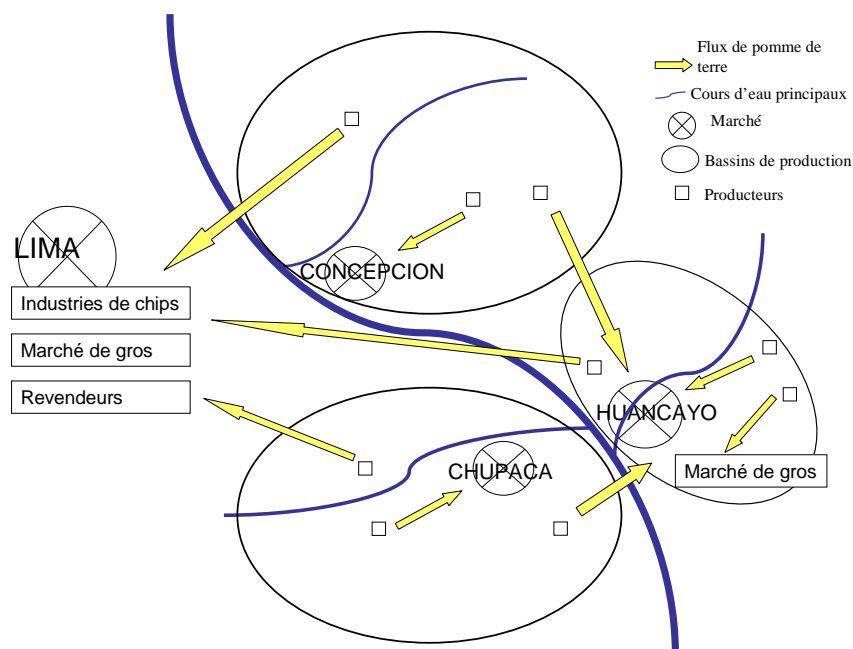 Flux de pomme de
terre
Cours d'eau principaux
Marché
Bassins de production
Producteurs
LIMA
Industries de chips
Marché de gros
Revendeurs
CONCEPCION
HUANCAYO
Marché de gros
CHUPACA